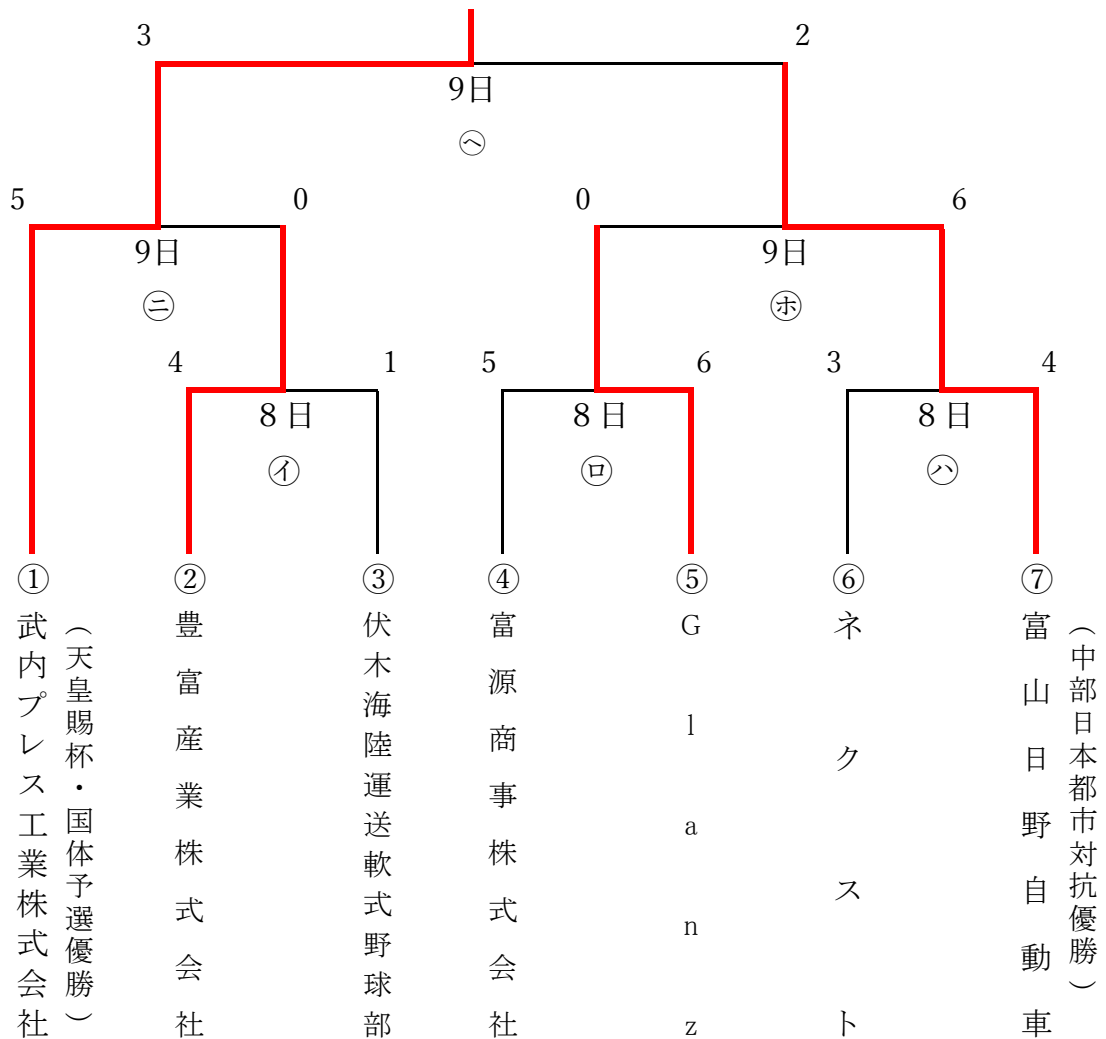 3
2
9日
㋬
5
0
0
6
9日
9日
㋥
㋭
4
1
5
6
3
4
8日
8日
8日
㋑
㋺
㋩
①
②
③
④
⑤
⑥
⑦
武内プレス工業株式会社
(天皇賜杯・国体予選優勝)
豊富産業株式会社
伏木海陸運送軟式野球部
富源商事株式会社
Glanz
ネクスト
富山日野自動車
(中部日本都市対抗優勝)